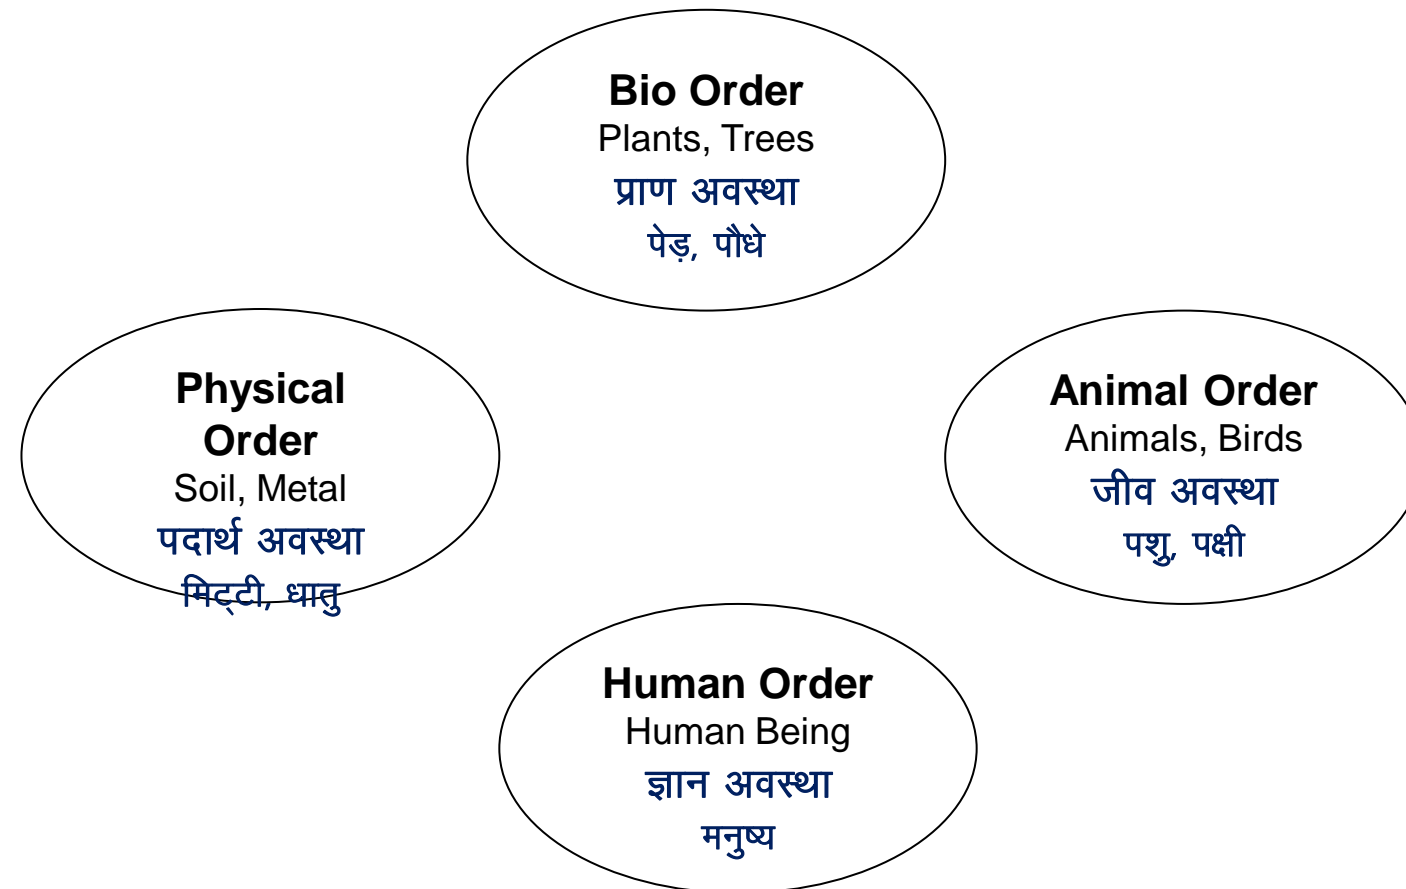 Bio Order
Plants, Trees
प्राण अवस्था
पेड़, पौधे
Physical
Order
Soil, Metal
पदार्थ अवस्था
मिट्टी, धातु
Animal Order
Animals, Birds
जीव अवस्था
पशु, पक्षी
Human Order
Human Being
ज्ञान अवस्था
मनुष्य